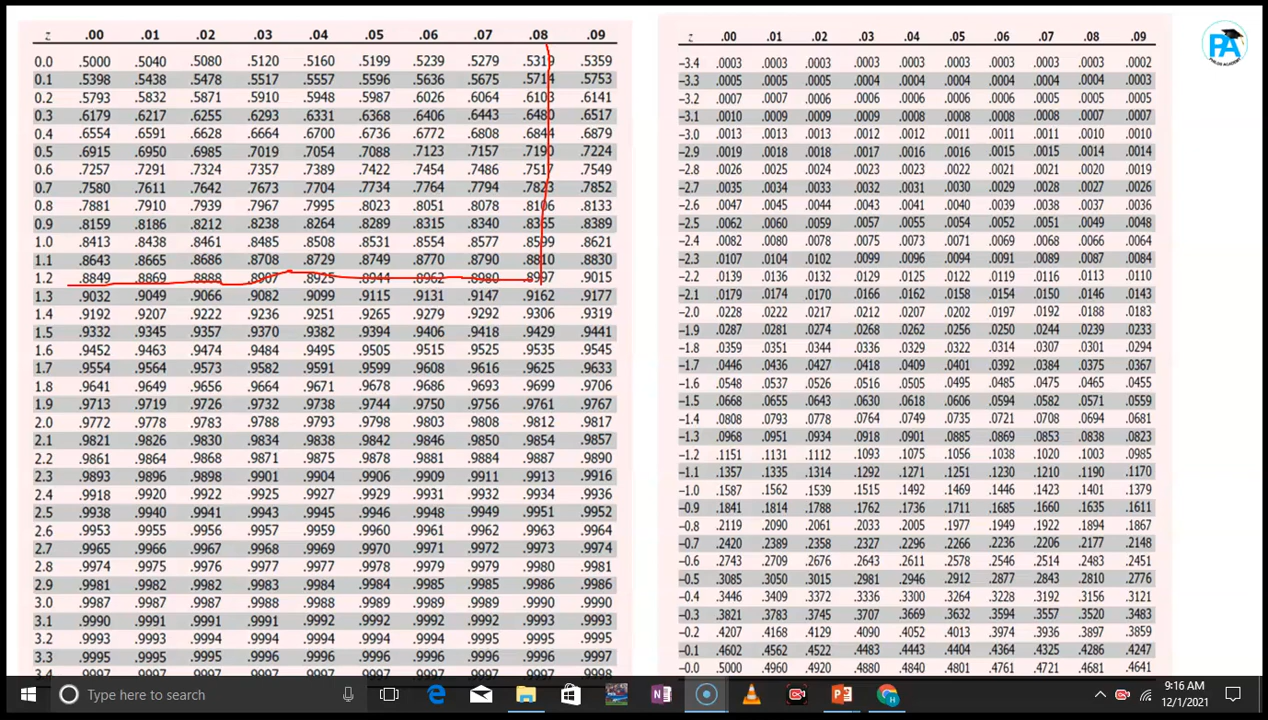 z .00 .01 .02 .03 .04 .05 .06 .07 .08 .09
0.0 .5000 .5040 .5080 .5120 .5160 .5199 .5239 .5279 .5319 .5359
0.1 .5398 .5438 .5478 .5517 .5557 .5596 .5636 .5675 .5714 .5753
0.2 .5793 .5832 .5871 .5910 .5948 .5987 .6026 .6064 .6103 .6141
0.3 .6179 .6217 .6255 .6293 .6331 .6368 .6406 .6443 .6480 .6517
0.4 .6554 .6591 .6628 .6664 .6700 .6736 .6772 .6808 .6844 .6879
0.5 .6915 .6950 .6985 .7019 .7054 .7088 .7123 .7157 .7190 .7224
0.6 .7257 .7291 .7324 .7357 .7389 .7422 .7454 .7486 .7517 .7549
0.7 .7580 .7611 .7642 .7673 .7704 .7734 .7764 .7794 .7823 .7852
0.8 .7881 .7910 .7939 .7967 .7995 .8023 .8051 .8078 .8106 .8133
0.9 .8159 .8186 .8212 .8238 .8264 .8289 .8315 .8340 .8365 .8389
1.0 .8413 .8438 .8461 .8485 .8508 .8531 .8554 .8577 .8599 .8621
1.1 .8643 .8665 .8686 .8708 .8729 .8749 .8770 .8790 .8810 .8830
1.2 .8849 .8869 .8888 .8907 .8925 .8944 .8962 .8980 .8997 .9015
1.3 .9032 .9049 .9066 .9082 .9099 .9115 .9131 .9147 .9162 .9177
1.4 .9192 .9207 .9222 .9236 .9251 .9265 .9279 .9292 .9306 .9319
1.5 .9332 .9345 .9357 .9370 .9382 .9394 .9406 .9418 .9429 .9441
1.6 .9452 .9463 .9474 .9484 .9495 .9505 .9515 .9525 .9535 .9545
1.7 .9554 .9564 .9573 .9582 .9591 .9599 .9608 .9616 .9625 .9633
1.8 .9641 .9649 .9656 .9664 .9671 .9678 .9686 .9693 .9699 .9706
1.9 .9713 .9719 .9726 .9732 .9738 .9744 .9750 .9756 .9761 .9767
2.0 .9772 .9778 .9783 .9788 .9793 .9798 .9803 .9808 .9812 .9817
2.1 .9821 .9826 .9830 .9834 .9838 .9842 .9846 .9850 .9854 .9857
2.2 .9861 .9864 .9868 .9871 .9875 .9878 .9881 .9884 .9887 .9890
2.3 .9893 .9896 .9898 .9901 .9904 .9906 .9909 .9911 .9913 .9916
2.4 .9918 .9920 .9922 .9925 .9927 .9929 .9931 .9932 .9934 .9936
2.5 .9938 .9940 .9941 .9943 .9945 .9946 .9948 .9949 .9951 .9952
2.6 .9953 .9955 .9956 .9957 .9959 .9960 .9961 .9962 .9963 .9964
2.7 .9965 .9966 .9967 .9968 .9969 .9970 .9971 .9972 .9973 .9974
2.8 .9974 .9975 .9976 .9977 .9977 .9978 .9979 .9979 .9980 .9981
2.9 .9981 .9982 .9982 .9983 .9984 .9984 .9985 .9985 .9986 .9986
3.0 .9987 .9987 .9987 .9988 .9988 .9989 .9989 .9989 .9990 .9990
3.1 .9990 .9991 .9991 .9991 .9992 .9992 .9992 .9992 .9993 .9993
3.2 .9993 .9993 .9994 .9994 .9994 .9994 .9994 .9995 .9995 .9995
3.3 .9995 .9995 .9995 .9996 .9996 .9996 .9996 .9996 .9996 .9997
3.4 .9997 .9997 .9997 .9997 .9997 .9997 .9997 .9997 .9997 .9998
z .00 .01 .02 .03 .04 .05 .06 .07 .08 .09
−3.4 .0003 .0003 .0003 .0003 .0003 .0003 .0003 .0003 .0003 .0002
−3.3 .0005 .0005 .0005 .0004 .0004 .0004 .0004 .0004 .0004 .0003
−3.2 .0007 .0007 .0006 .0006 .0006 .0006 .0006 .0005 .0005 .0005
−3.1 .0010 .0009 .0009 .0009 .0008 .0008 .0008 .0008 .0007 .0007
−3.0 .0013 .0013 .0013 .0012 .0012 .0011 .0011 .0011 .0010 .0010
−2.9 .0019 .0018 .0018 .0017 .0016 .0016 .0015 .0015 .0014 .0014
−2.8 .0026 .0025 .0024 .0023 .0023 .0022 .0021 .0021 .0020 .0019
−2.7 .0035 .0034 .0033 .0032 .0031 .0030 .0029 .0028 .0027 .0026
−2.6 .0047 .0045 .0044 .0043 .0041 .0040 .0039 .0038 .0037 .0036
−2.5 .0062 .0060 .0059 .0057 .0055 .0054 .0052 .0051 .0049 .0048
−2.4 .0082 .0080 .0078 .0075 .0073 .0071 .0069 .0068 .0066 .0064
−2.3 .0107 .0104 .0102 .0099 .0096 .0094 .0091 .0089 .0087 .0084
−2.2 .0139 .0136 .0132 .0129 .0125 .0122 .0119 .0116 .0113 .0110
−2.1 .0179 .0174 .0170 .0166 .0162 .0158 .0154 .0150 .0146 .0143
−2.0 .0228 .0222 .0217 .0212 .0207 .0202 .0197 .0192 .0188 .0183
−1.9 .0287 .0281 .0274 .0268 .0262 .0256 .0250 .0244 .0239 .0233
−1.8 .0359 .0351 .0344 .0336 .0329 .0322 .0314 .0307 .0301 .0294
−1.7 .0446 .0436 .0427 .0418 .0409 .0401 .0392 .0384 .0375 .0367
−1.6 .0548 .0537 .0526 .0516 .0505 .0495 .0485 .0475 .0465 .0455
−1.5 .0668 .0655 .0643 .0630 .0618 .0606 .0594 .0582 .0571 .0559
−1.4 .0808 .0793 .0778 .0764 .0749 .0735 .0721 .0708 .0694 .0681
−1.3 .0968 .0951 .0934 .0918 .0901 .0885 .0869 .0853 .0838 .0823
−1.2 .1151 .1131 .1112 .1093 .1075 .1056 .1038 .1020 .1003 .0985
−1.1 .1357 .1335 .1314 .1292 .1271 .1251 .1230 .1210 .1190 .1170
−1.0 .1587 .1562 .1539 .1515 .1492 .1469 .1446 .1423 .1401 .1379
−0.9 .1841 .1814 .1788 .1762 .1736 .1711 .1685 .1660 .1635 .1611
−0.8 .2119 .2090 .2061 .2033 .2005 .1977 .1949 .1922 .1894 .1867
−0.7 .2420 .2389 .2358 .2327 .2296 .2266 .2236 .2206 .2177 .2148
−0.6 .2743 .2709 .2676 .2643 .2611 .2578 .2546 .2514 .2483 .2451
−0.5 .3085 .3050 .3015 .2981 .2946 .2912 .2877 .2843 .2810 .2776
−0.4 .3446 .3409 .3372 .3336 .3300 .3264 .3228 .3192 .3156 .3121
−0.3 .3821 .3783 .3745 .3707 .3669 .3632 .3594 .3557 .3520 .3483
−0.2 .4207 .4168 .4129 .4090 .4052 .4013 .3974 .3936 .3897 .3859
−0.1 .4602 .4562 .4522 .4483 .4443 .4404 .4364 .4325 .4286 .4247
−0.0 .5000 .4960 .4920 .4880 .4840 .4801 .4761 .4721 .4681 .4641
PA
Type here to search
9:16 AM
12/1/2021